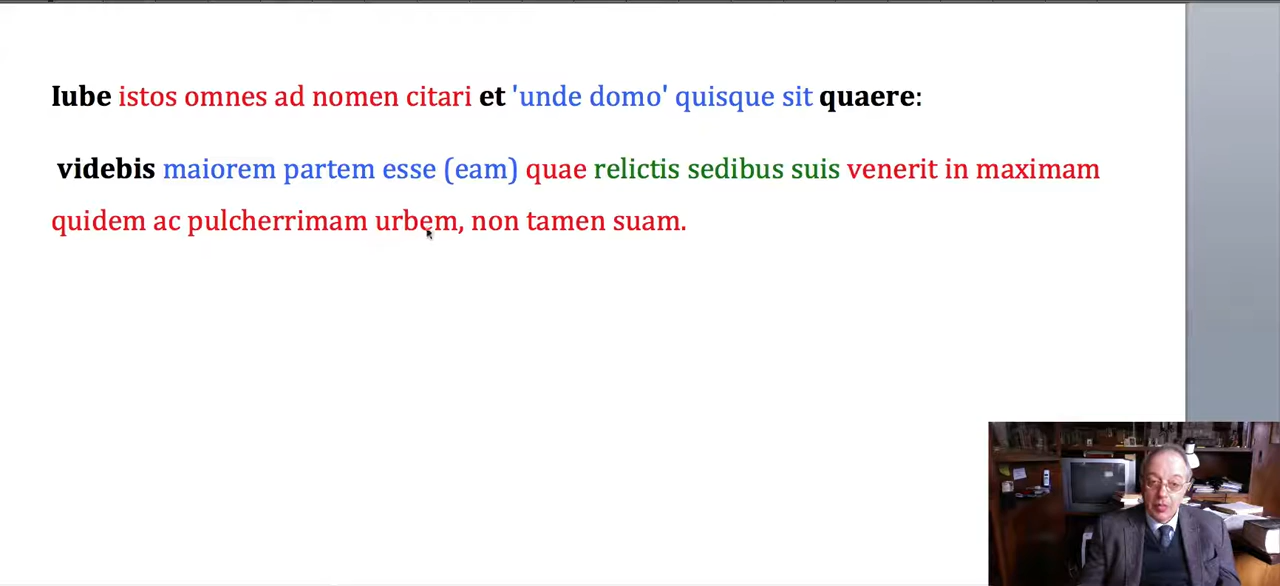 Iube istos omnes ad nomen citari et 'unde domo' quisque sit quaere:
videbis maiorem partem esse (eam) quae relictis sedibus suis venerit in maximam
quidem ac pulcherrimam urbem, non tamen suam.